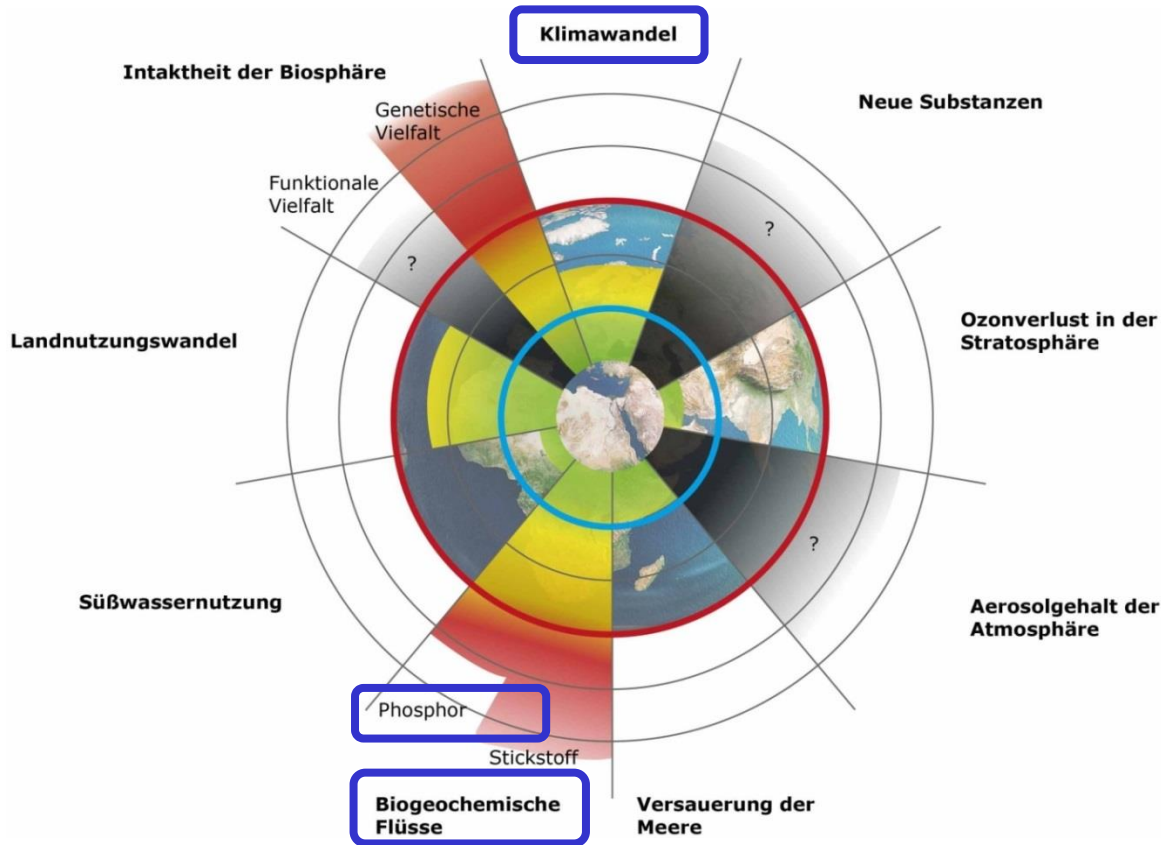 Klimawandel
Intaktheit der Biosphäre
Genetische
Vielfalt
Funktionale
Vielfalt
?
Neue Substanzen
?
Landnutzungswandel
Ozonverlust in der
Stratosphäre
?
Süßwassernutzung
Aerosolgehalt der
Atmosphäre
Phosphor
Stickstoff
Biogeochemische
Flüsse
Versauerung der
Meere